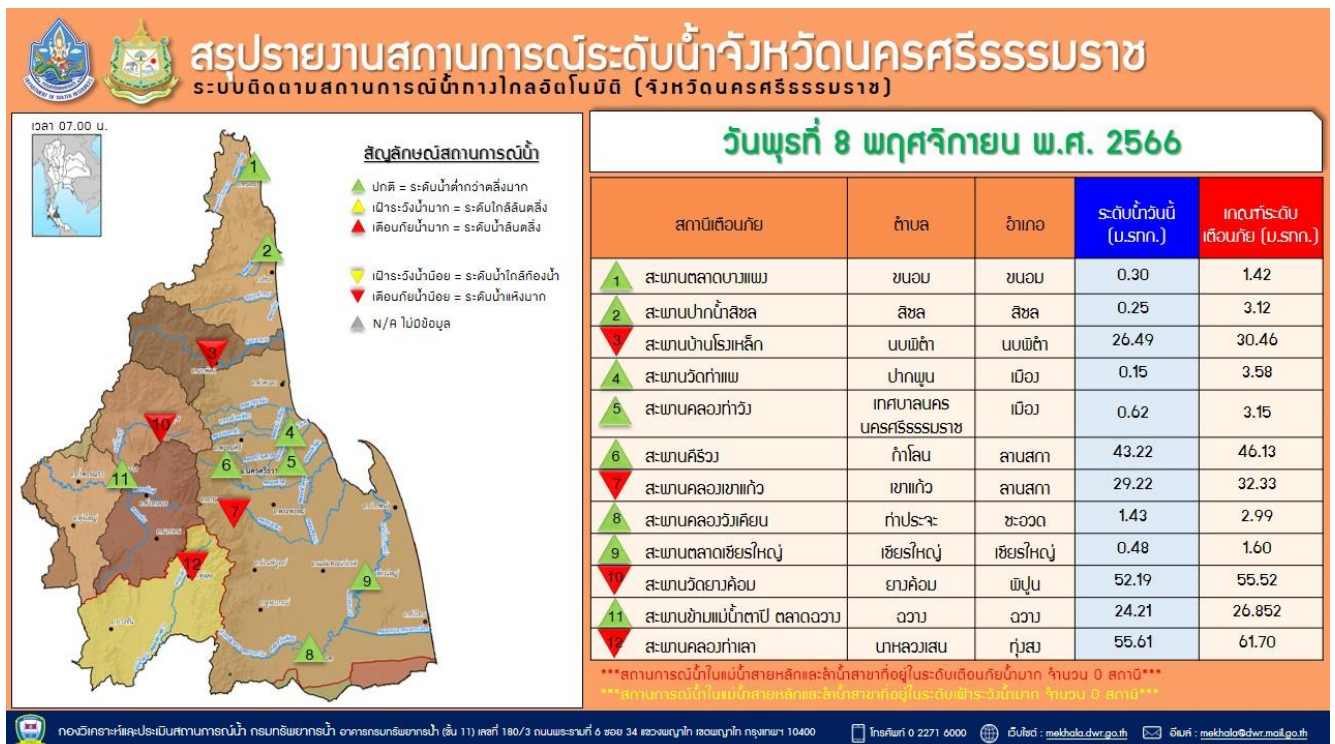 สรุปรายงานสถานการณ์ระดับน้ำจังหวัดนครศรีธรรมราช
ระบบติดตามสถานการณ์น้ำทางไกลอัตโนมัติ (จังหวัดนครศรีธรรมราช)
เวลา 07.00 น.
สัญลักษณ์สถานการณ์น้ำ
ปกติ = ระดับน้ำต่ำกว่าตลิ่งมาก
เฝ้าระวังน้ำมาก = ระดับใกล้ล้นตลิ่ง
เตือนภัยน้ำมาก = ระดับน้ำล้นตลิ่ง
เฝ้าระวังน้ำน้อย = ระดับน้ำใกล้ท้องน้ำ
เตือนภัยน้ำน้อย = ระดับน้ำแห้งมาก
N/A ไม่มีข้อมูล
1
2
3
10
4
11
6
5
7
12
9
8
วันพุธที่ 8 พฤศจิกายน พ.ศ. 2566
สถานีเตือนภัย ตำบล อำเภอ ระดับน้ำวันนี้ (ม.รทก.) เกณฑ์ระดับเตือนภัย (ม.รทก.)
1 สะพานตลาดบางแพง ขนอม ขนอม 0.30 1.42
2 สะพานปากน้ำสิชล สิชล สิชล 0.25 3.12
3 สะพานบ้านโรงเหล็ก นบพิตำ นบพิตำ 26.49 30.46
4 สะพานวัดท่าแพ ปากพูน เมือง 0.15 3.58
5 สะพานคลองท่าวัง เทศบาลนครนครศรีธรรมราช เมือง 0.62 3.15
6 สะพานคีรีวง กำโลน ลานสกา 43.22 46.13
7 สะพานคลองเขาแก้ว เขาแก้ว ลานสกา 29.22 32.33
8 สะพานคลองวังเคียน ท่าประจะ ชะอวด 1.43 2.99
9 สะพานตลาดเชียรใหญ่ เชียรใหญ่ เชียรใหญ่ 0.48 1.60
10 สะพานวัดยางค้อม ยางค้อม พิปูน 52.19 55.52
11 สะพานข้ามแม่น้ำตาปี ตลาดฉวาง ฉวาง ฉวาง 24.21 26.852
12 สะพานคลองท่าเลา นาหลวงเสน ทุ่งสง 55.61 61.70
***สถานการณ์น้ำในแม่น้ำสายหลักและลำน้ำสาขาที่อยู่ในระดับเตือนภัยน้ำมาก จำนวน 0 สถานี***
***สถานการณ์น้ำในแม่น้ำสายหลักและลำน้ำสาขาที่อยู่ในระดับเฝ้าระวังน้ำมาก จำนวน 0 สถานี***
กองวิเคราะห์และประเมินสถานการณ์น้ำ กรมทรัพยากรน้ำ อาคารกรมทรัพยากรน้ำ (ชั้น 11) เลขที่ 180/3 ถนนพระรามที่ 6 ซอย 34 แขวงพญาไท เขตพญาไท กรุงเทพฯ 10400 โทรศัพท์ 0 2271 6000 เว็บไซต์ : mekhala.dwr.go.th อีเมล์ : mekhala@dwr.mail.go.th